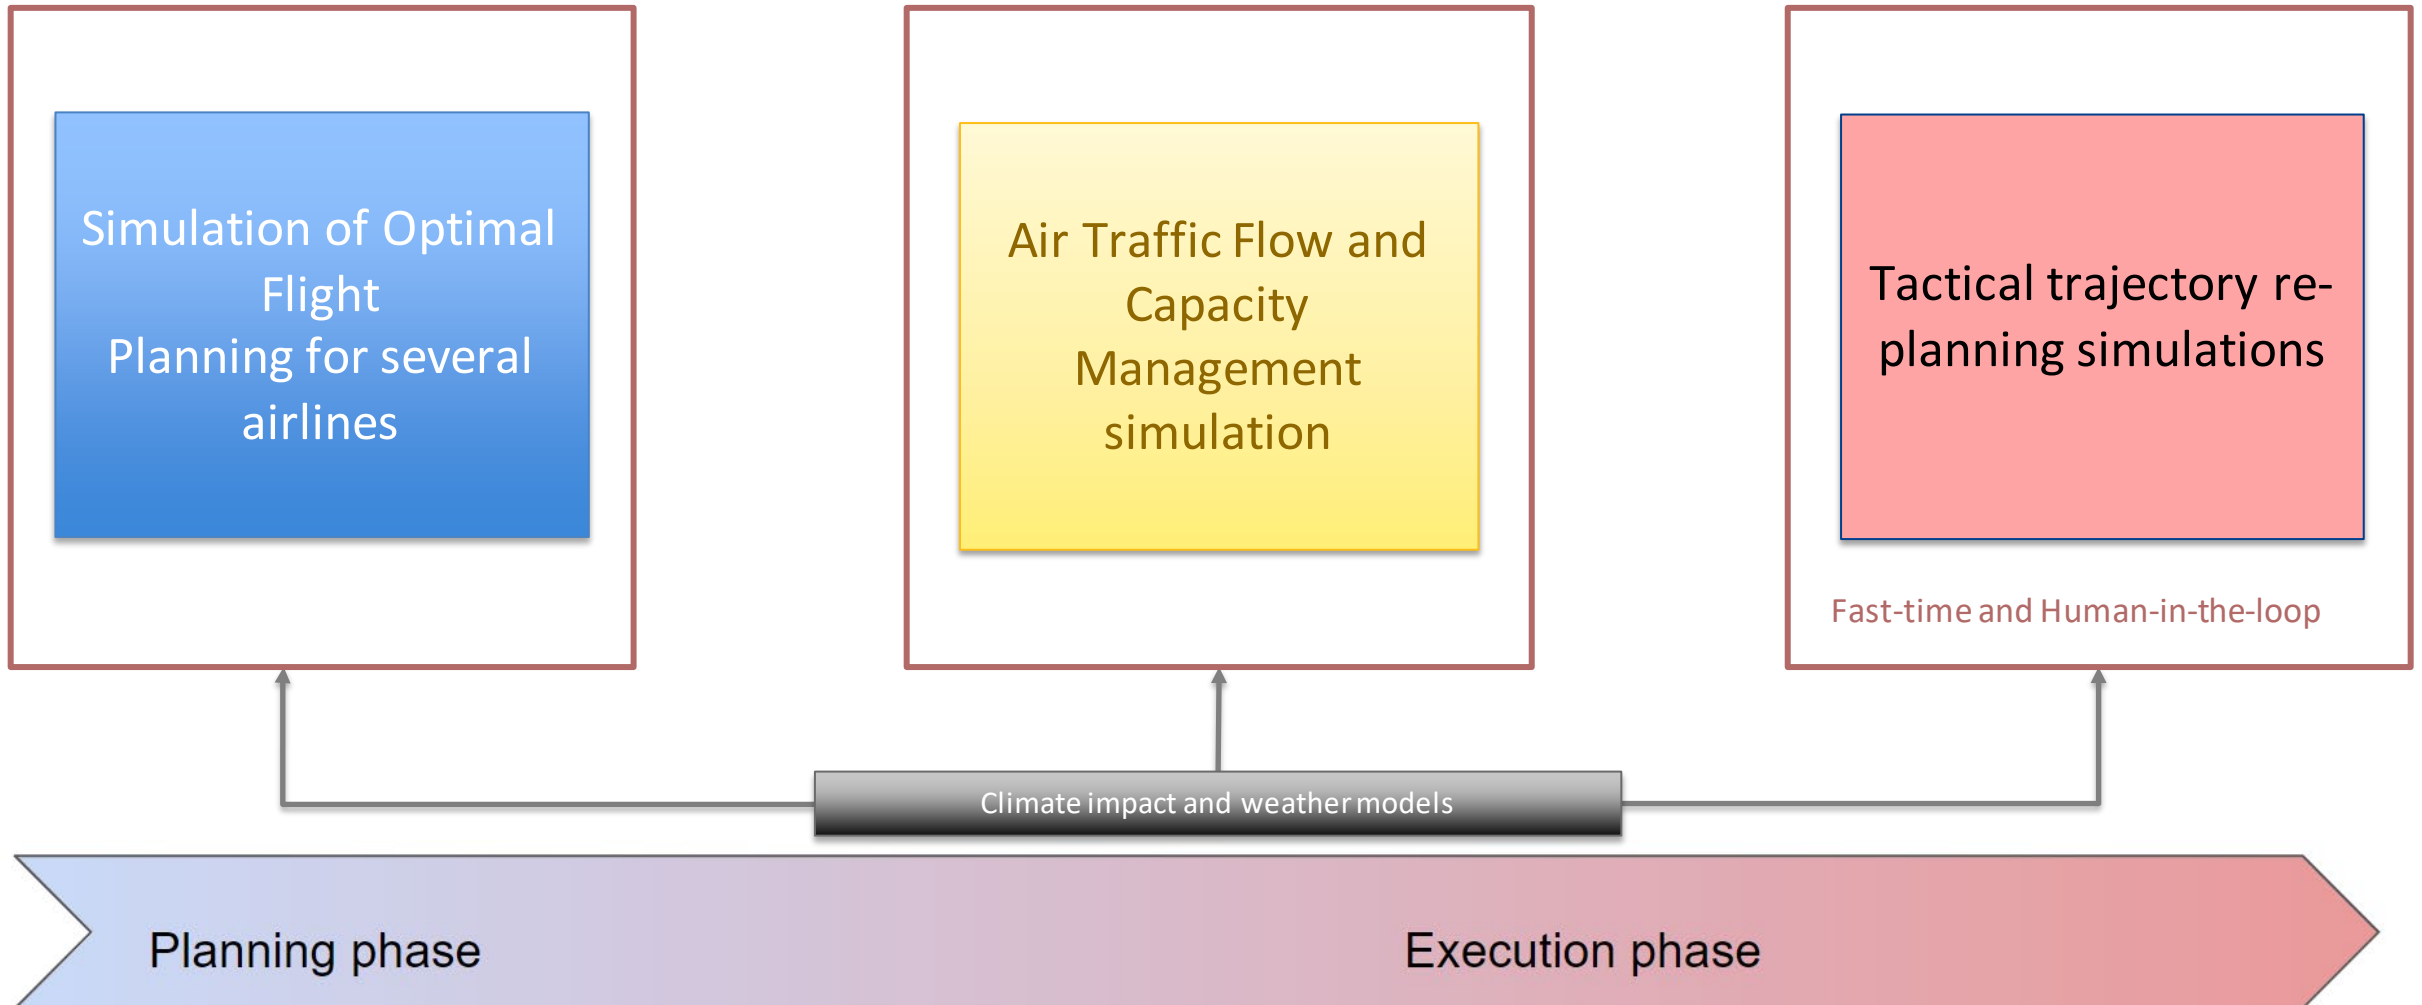 Simulation of Optimal
Flight
Planning for several
airlines
Air Traffic Flow and
Capacity
Management
simulation
Tactical trajectory re-
planning simulations
Fast-time and Human-in-the-loop
Climate impact and weather models
Planning phase
Execution phase